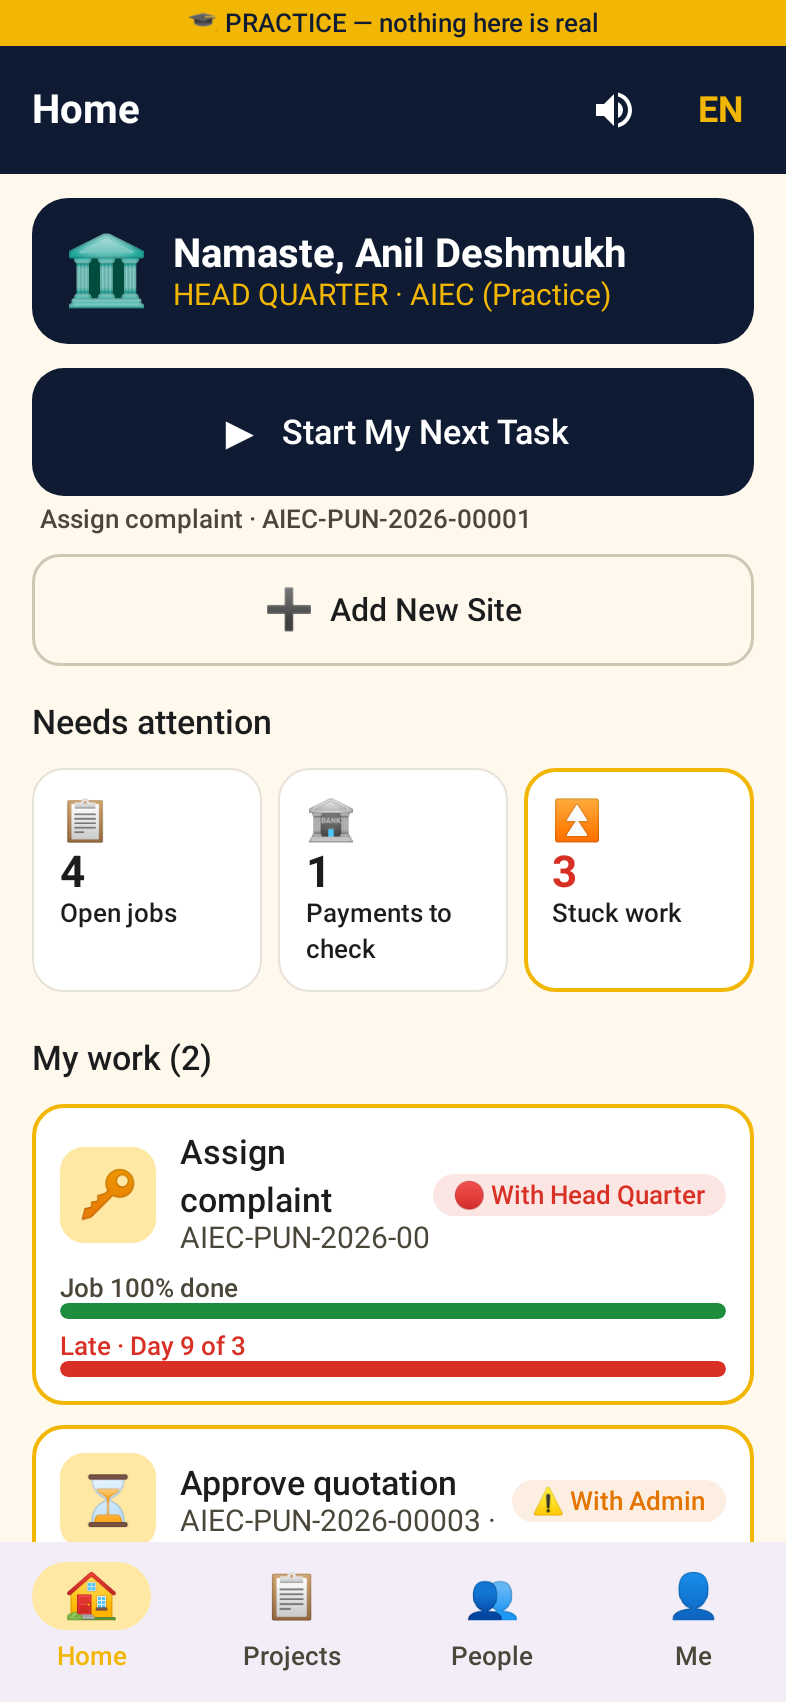 PRACTICE — nothing here is real
Home
EN
Namaste, Anil Deshmukh
HEAD QUARTER · AIEC (Practice)
Start My Next Task
Assign complaint · AIEC-PUN-2026-00001
Add New Site
Needs attention
4
Open jobs
BANK
1
Payments to
check
3
Stuck work
My work (2)
Assign
complaint
AIEC-PUN-2026-00
With Head Quarter
Job 100% done
Late · Day 9 of 3
Approve quotation
AIEC-PUN-2026-00003 ·
With Admin
Home
Projects
People
Me